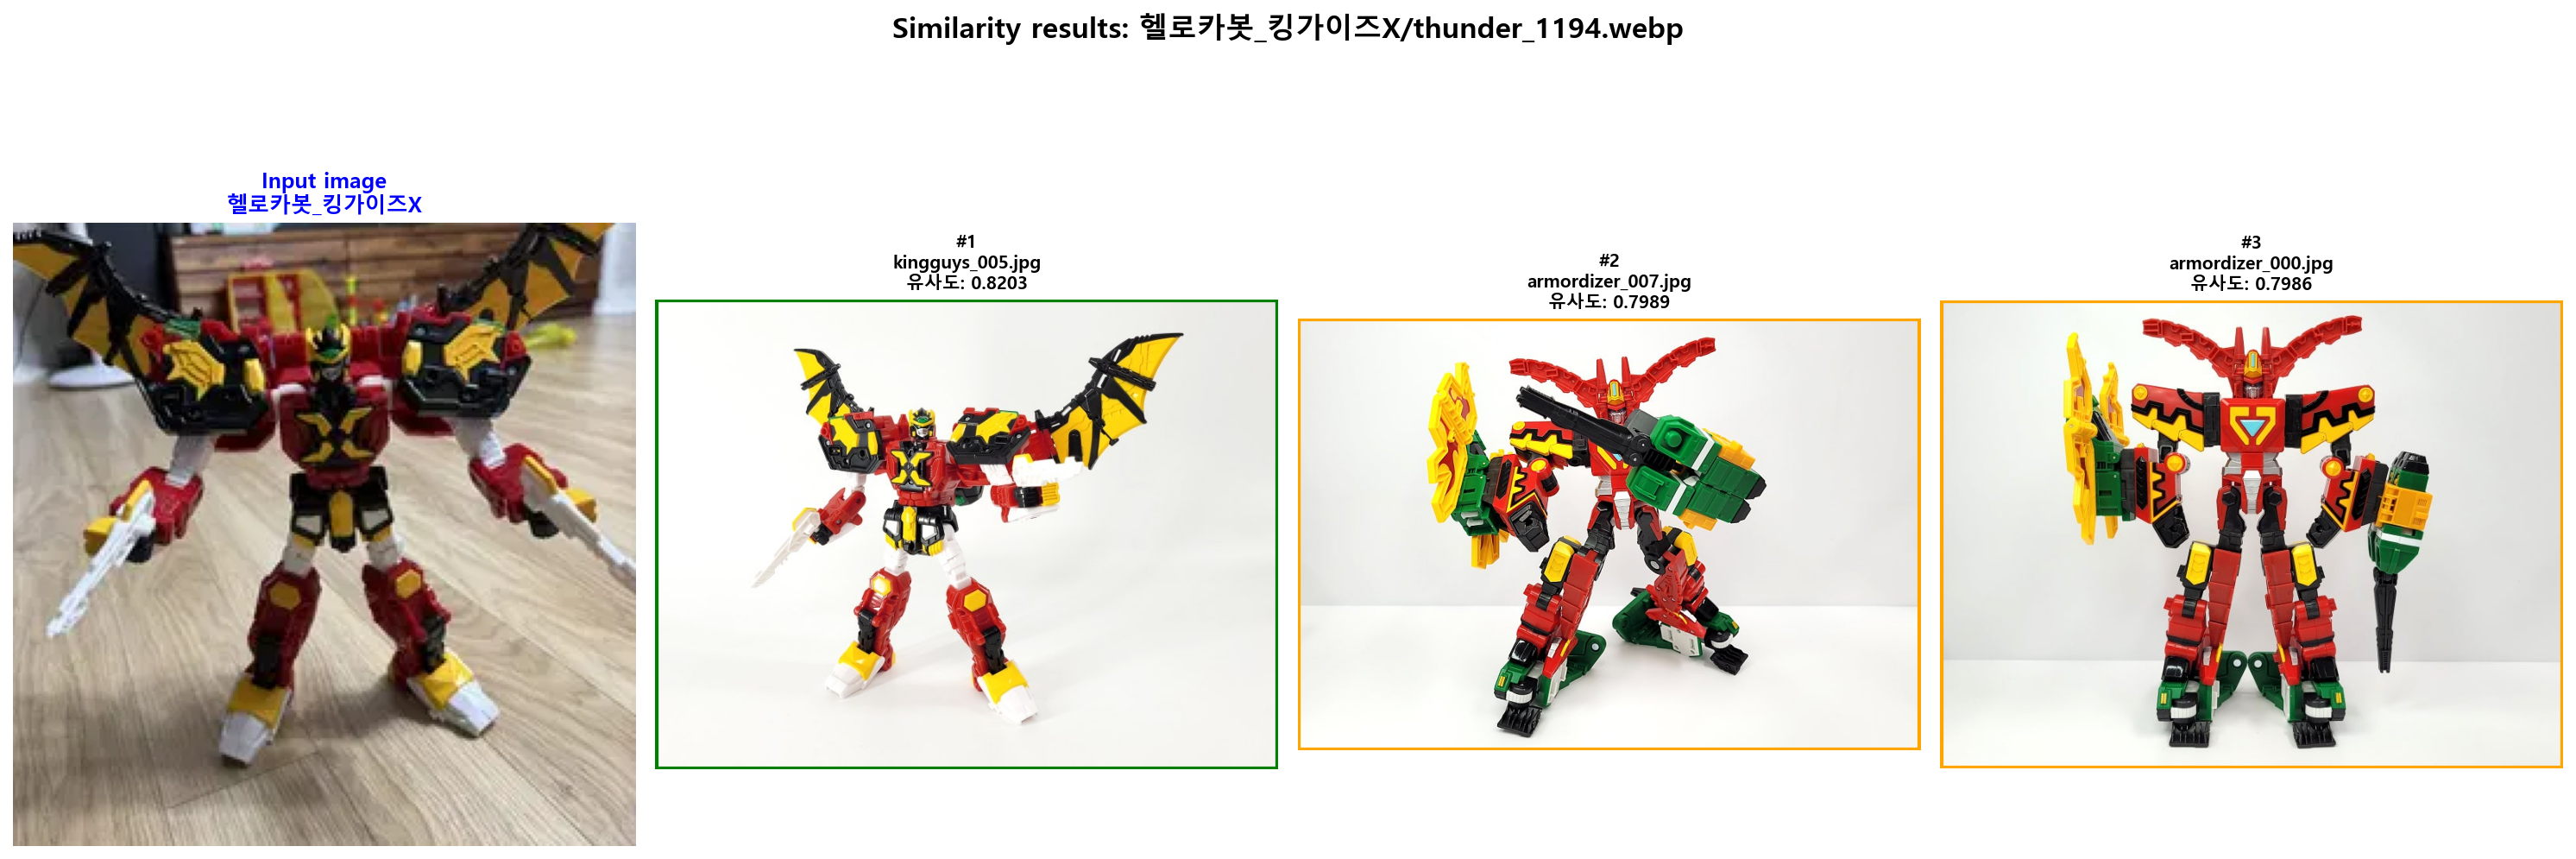 Similarity results: 헬로카봇_킹가이즈X/thunder_1194.webp
Input image
헬로카봇_킹가이즈X
#1
kingguys_005.jpg
유사도: 0.8203
#2
armordizer_007.jpg
유사도: 0.7989
#3
armordizer_000.jpg
유사도: 0.7986